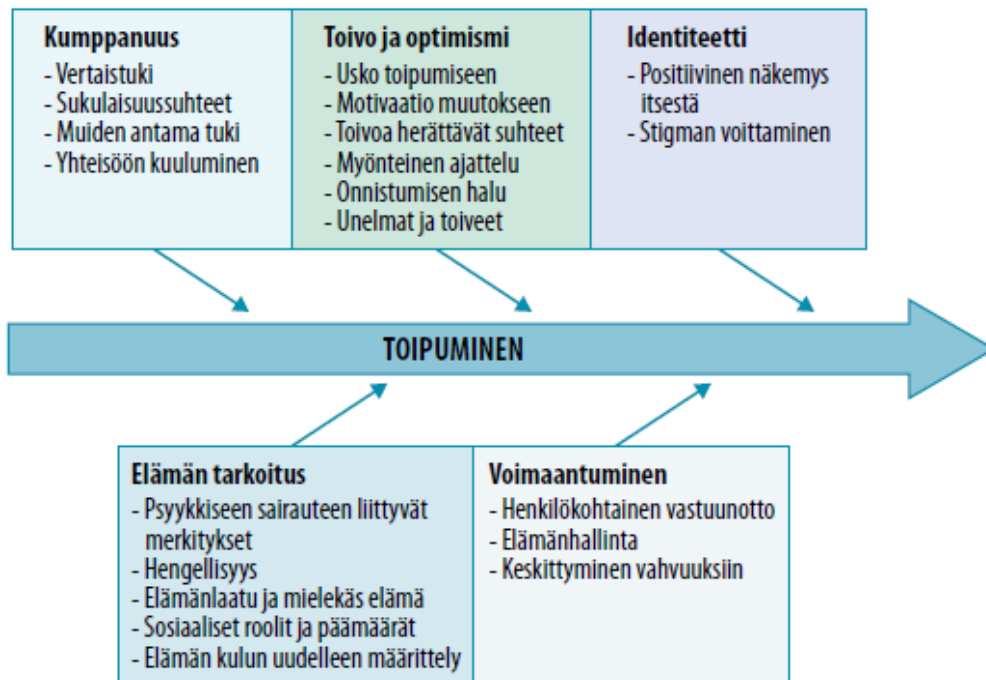 Kumppanuus
- Vertaistuki
- Sukulaisuussuhteet
- Muiden antama tuki
- Yhteisöön kuuluminen
Toivo ja optimismi
- Usko toipumiseen
- Motivaatio muutokseen
- Toivoa herättävät suhteet
- Myönteinen ajattelu
- Onnistumisen halu
- Unelmat ja toiveet
Identiteetti
- Positiivinen näkemys
itsestä
- Stigman voittaminen
TOIPUMINEN
Elämän tarkoitus
- Psyykkiseen sairauteen liittyvät
merkitykset
- Hengellisyys
- Elämänlaatu ja mielekäs elämä
- Sosiaaliset roolit ja päämäärät
- Elämän kulun uudelleen määrittely
Voimaantuminen
- Henkilökohtainen vastuunotto
- Elämänhallinta
- Keskittyminen vahvuuksiin